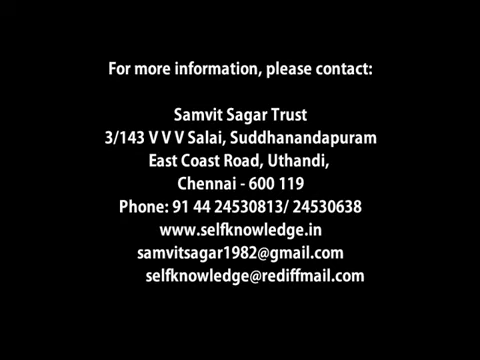 For more information, please contact:
Samvit Sagar Trust
3/143 V V V Salai, Suddhanandapuram
East Coast Road, Uthandi,
Chennai - 600 119
Phone: 91 44 24530813/ 24530638
www.selfknowledge.in
samvitsagar1982@gmail.com
selfknowledge@rediffmail.com